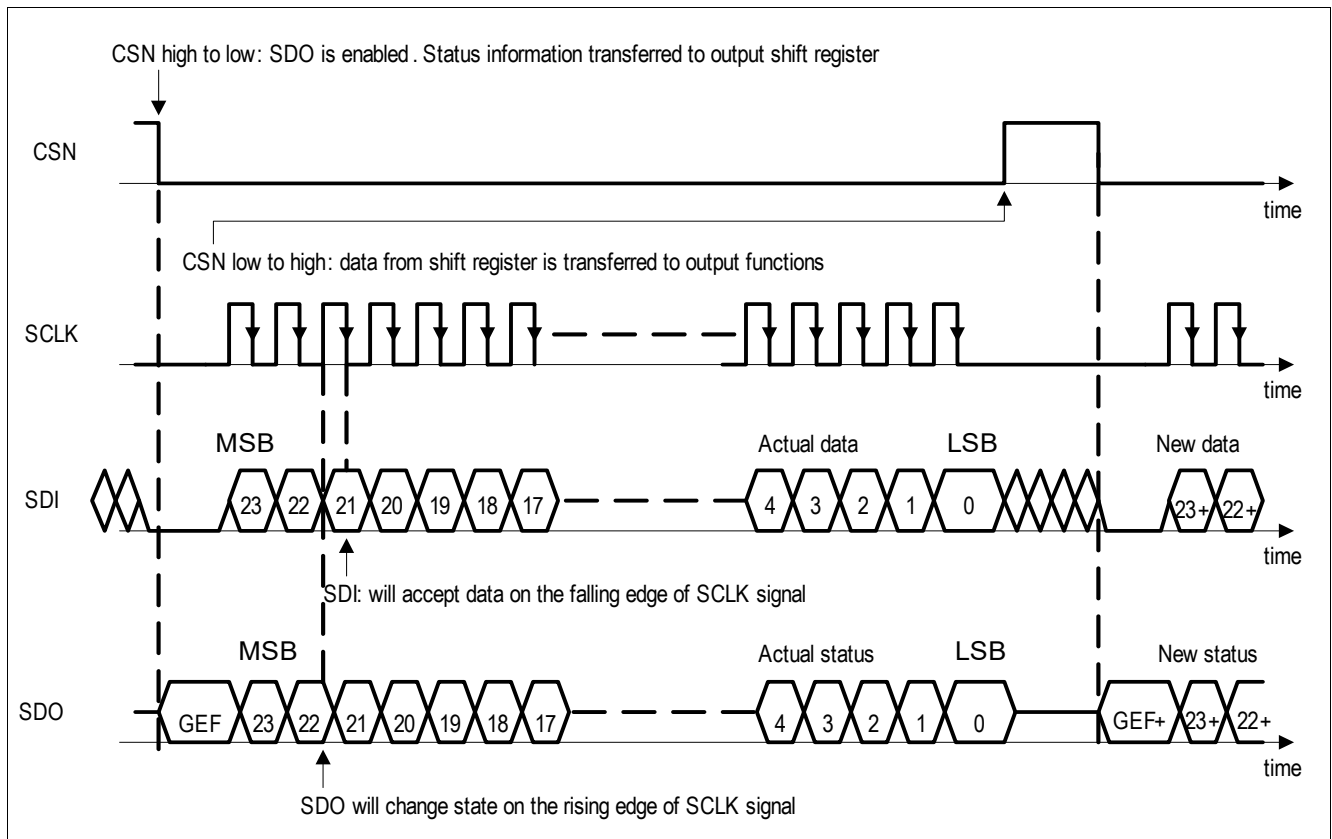 CSN high to low: SDO is enabled. Status information transferred to output shift register
CSN
time
CSN low to high: data from shift register is transferred to output functions
SCLK
time
MSB
Actual data
LSB
New data
SDI
23
22
21
20
19
18
17
4
3
2
1
0
23+
22+
time
SDI: will accept data on the falling edge of SCLK signal
MSB
Actual status
LSB
New status
SDO
GEF
23
22
21
20
19
18
17
4
3
2
1
0
GEF+
23+
22+
time
SDO will change state on the rising edge of SCLK signal